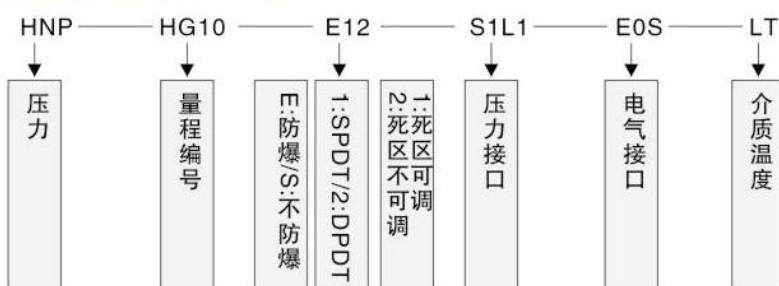 HNP HG10 E12 S1L1 E0S LT
压力
量程编号
E:防爆/S:不防爆
1:SPDT/2:DPDT
1:死区可调
2:死区不可调
压力接口
电气接口
介质温度